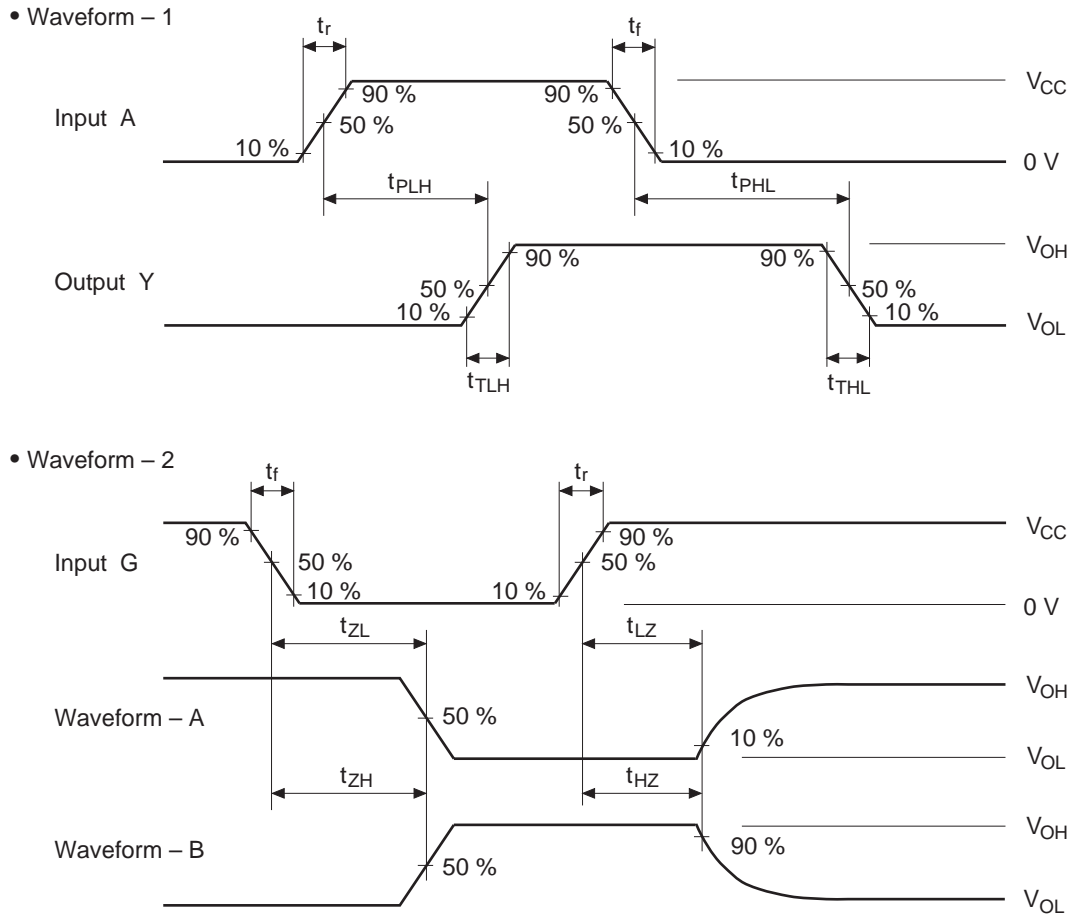 • Waveform – 1
tr
tf
VCC
90 %
90 %
Input A
50 %
50 %
10 %
10 %
0 V
tPLH
tPHL
VOH
90 %
90 %
Output Y
50 %
50 %
10 %
10 %
VOL
tTLH
tTHL
• Waveform – 2
tf
tr
VCC
90 %
90 %
Input G
50 %
50 %
10 %
10 %
0 V
tZL
tLZ
VOH
Waveform – A
50 %
10 %
VOL
tZH
tHZ
VOH
90 %
Waveform – B
50 %
VOL